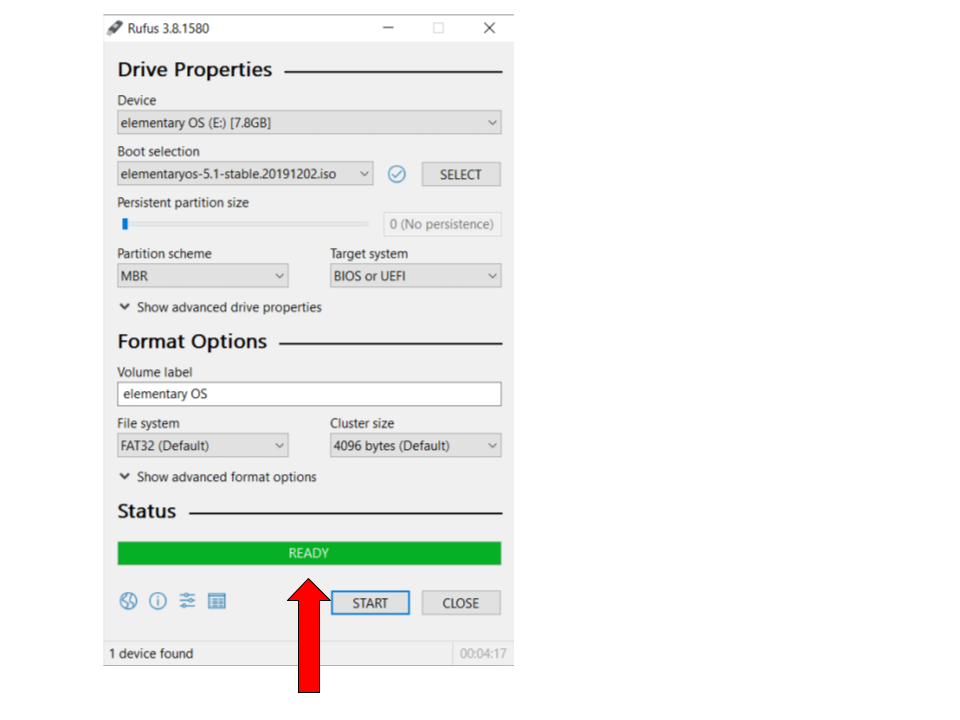 Rufus 3.8.1580
Drive Properties
Device
elementary OS (E:) [7.8GB]
Boot selection
elementaryos-5.1-stable.20191202.iso
SELECT
Persistent partition size
0 (No persistence)
Partition scheme
Target system
MBR
BIOS or UEFI
Show advanced drive properties
Format Options
Volume label
elementary OS
File system
Cluster size
FAT32 (Default)
4096 bytes (Default)
Show advanced format options
Status
READY
START
CLOSE
1 device found
00:04:17